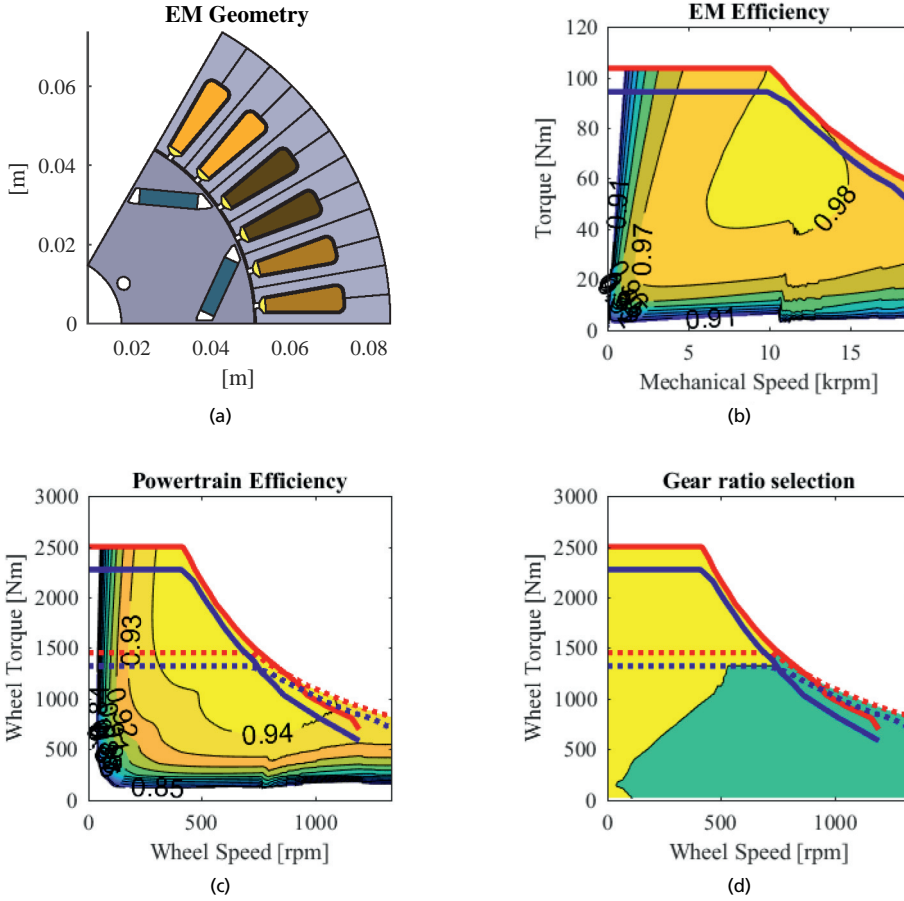 EM Geometry
0.06
0.04
0.02
0
[m]
0.02
0.04
0.06
0.08
[m]
(a)
EM Efficiency
120
100
80
60
40
20
0
Torque [Nm]
0.91
0.97
0.98
0.91
0
5
10
15
Mechanical Speed [krpm]
(b)
Powertrain Efficiency
3000
2500
2000
1500
1000
500
0
Wheel Torque [Nm]
0.93
0.94
0.85
0
500
1000
Wheel Speed [rpm]
(c)
Gear ratio selection
3000
2500
2000
1500
1000
500
0
Wheel Torque [Nm]
0
500
1000
Wheel Speed [rpm]
(d)